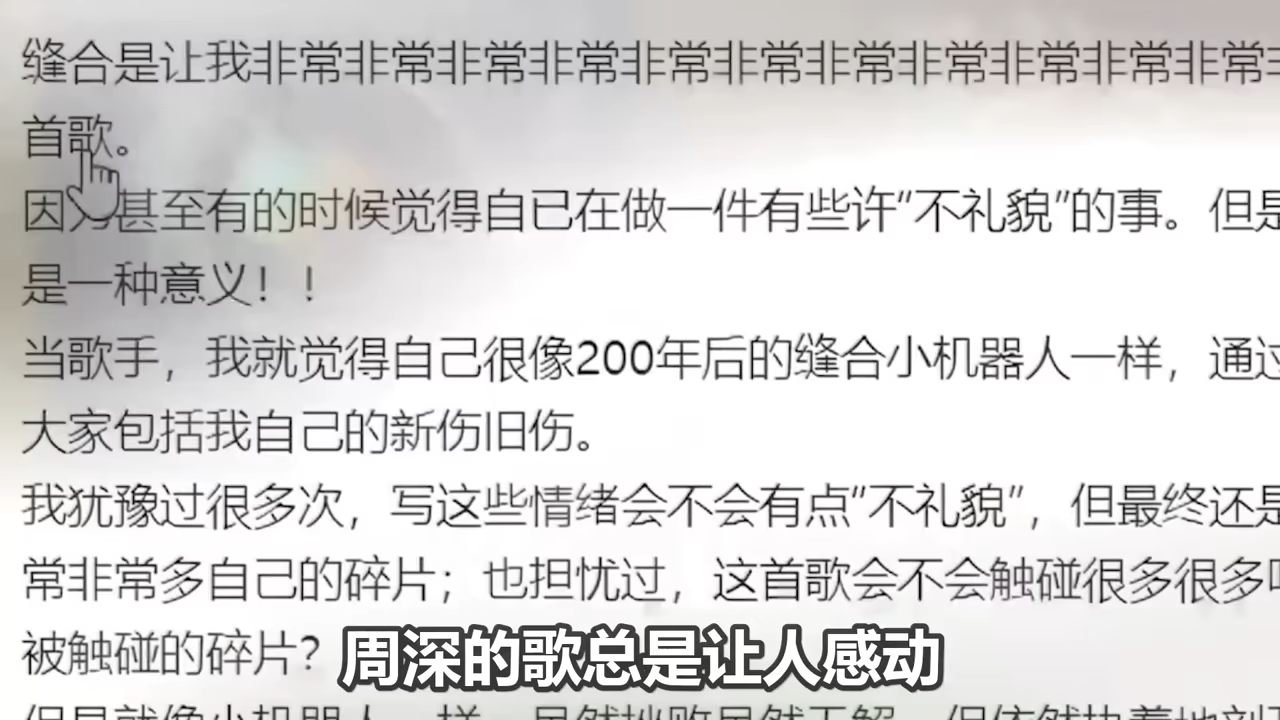 缝合是让我非常非常非常非常非常非常非常非常非常非常非常
首歌。
因为甚至有的时候觉得自已在做一件有些许“不礼貌”的事。但是
是一种意义！！
当歌手，我就觉得自己很像200年后的缝合小机器人一样，通过
大家包括我自己的新伤旧伤。
我犹豫过很多次，写这些情绪会不会有点“不礼貌”，但最终还是
常非常多自己的碎片；也担忧过，这首歌会不会触碰很多很多
被触碰的碎片？
周深的歌总是让人感动